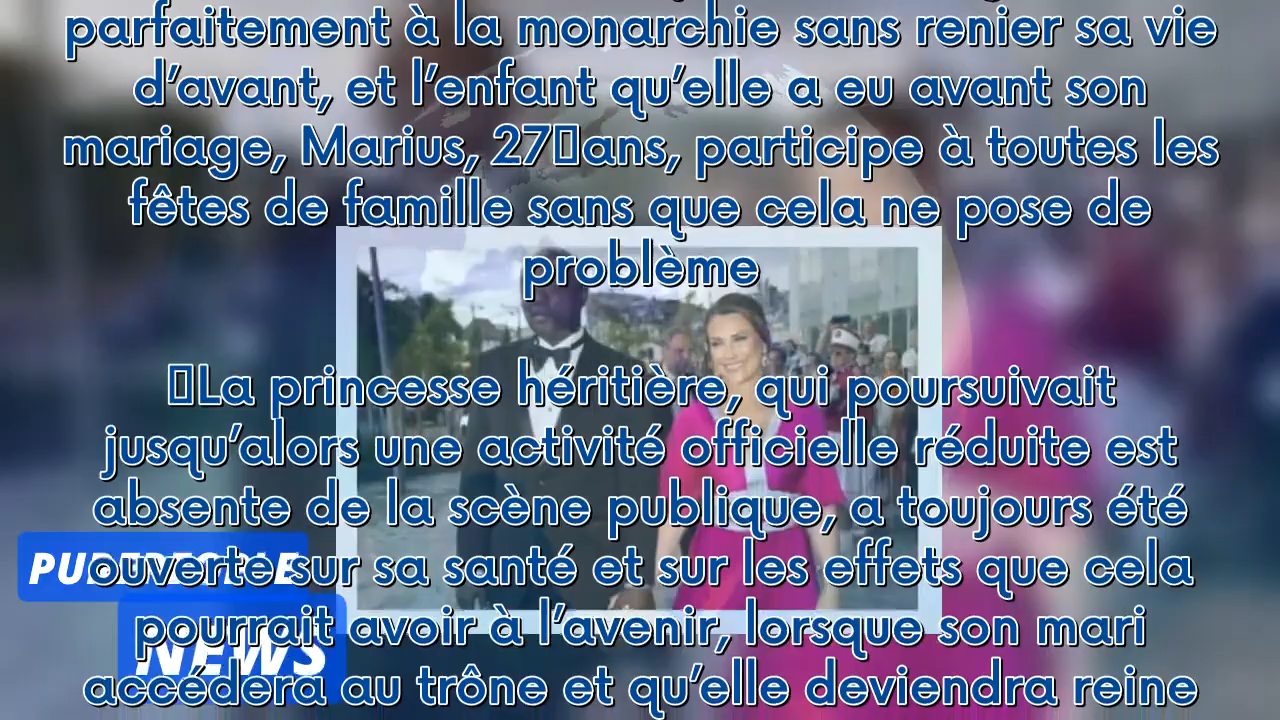 parfaitement à la monarchie sans renier sa vie
d’avant, et l’enfant qu’elle a eu avant son
mariage, Marius, 27▯ans, participe à toutes les
fêtes de famille sans que cela ne pose de
problème
▯La princesse héritière, qui poursuivait
jusqu’alors une activité officielle réduite est
absente de la scène publique, a toujours été
ouverte sur sa santé et sur les effets que cela
pourrait avoir à l’avenir, lorsque son mari
NEWS
accédera au trône et qu’elle deviendra reine